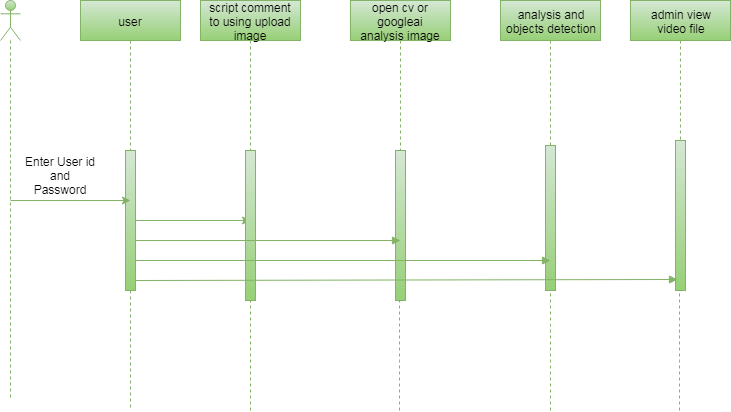 user
script comment
to using upload
image
open cv or
googleai
analysis image
analysis and
objects detection
admin view
video file
Enter User id
and
Password